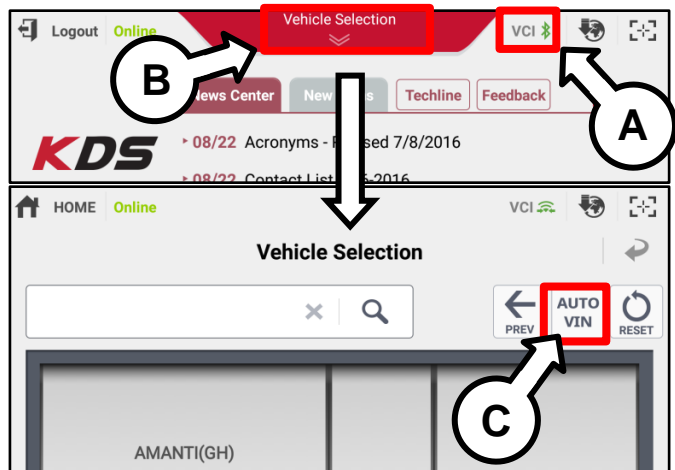 Logout Online Vehicle Selection VCI
B
A
News Center New Techline Feedback
KDS
08/22 Acronyms - sed 7/8/2016
08/22 Contact List -2016
HOME Online VCI
Vehicle Selection
PREV AUTO VIN RESET
C
AMANTI(GH)